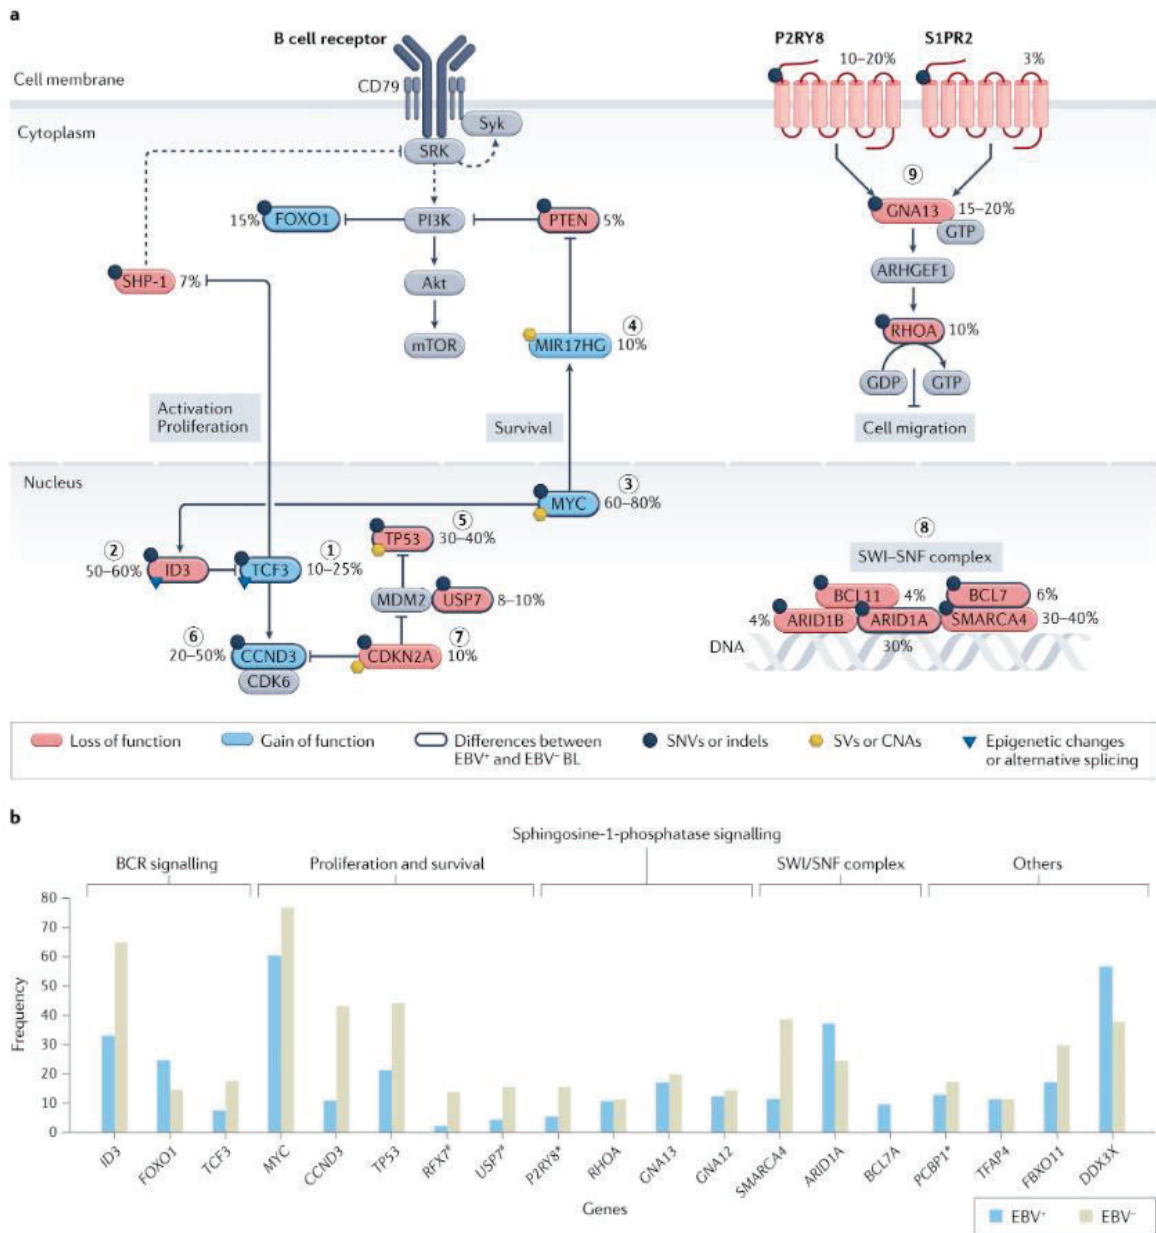 a
B cell receptor
P2RY8
S1PR2
10–20%
3%
Cell membrane
CD79
Syk
Cytoplasm
SRK
9
15%
FOXO1
PI3K
PTEN
5%
GNA13
15–20%
GTP
SHP-1
7%
Akt
ARHGEF1
4
RHOA
10%
mTOR
MIR17HG
10%
GDP
GTP
Activation
Proliferation
Survival
Cell migration
Nucleus
3
MYC
60–80%
5
TP53
30–40%
8
SWI–SNF complex
2
50–60%
ID3
TCF3
1
10–25%
MDM2
USP7
8–10%
BCL11
4%
BCL7
6%
4%
ARID1B
ARID1A
SMARCA4
30–40%
30%
DNA
6
20–50%
CCND3
CDK6
CDKN2A
7
10%
Loss of function
Gain of function
Differences between
EBV⁺ and EBV⁻ BL
SNVs or indels
SVs or CNAs
Epigenetic changes
or alternative splicing
b
Sphingosine-1-phosphatase signalling
BCR signalling
Proliferation and survival
SWI/SNF complex
Others
80
70
60
50
40
30
20
10
0
Frequency
ID3
FOXO1
TCF3
MYC
CCND3
TP53
RFX7#
USP7#
P2RY8*
RHOA
GNA13
GNA12
SMARCA4
ARID1A
BCL7A
PCBP1*
TFAP4
FBXO11
DDX3X
Genes
EBV⁺
EBV⁻